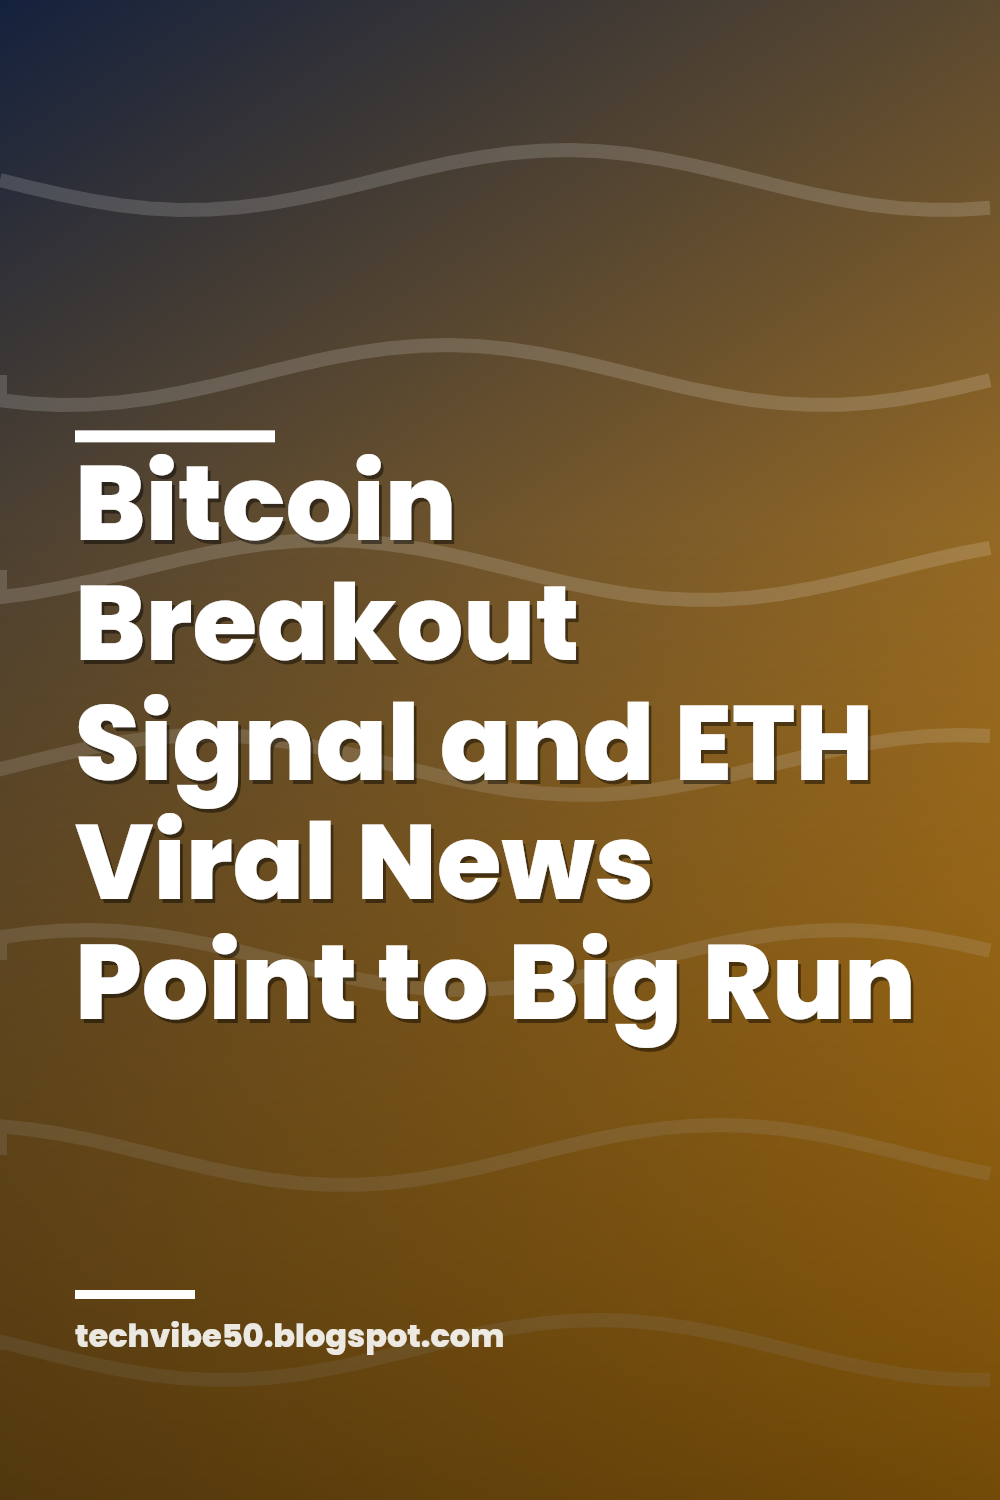 Bitcoin
Breakout
Signal and ETH
Viral News
Point to Big Run
techvibe50.blogspot.com